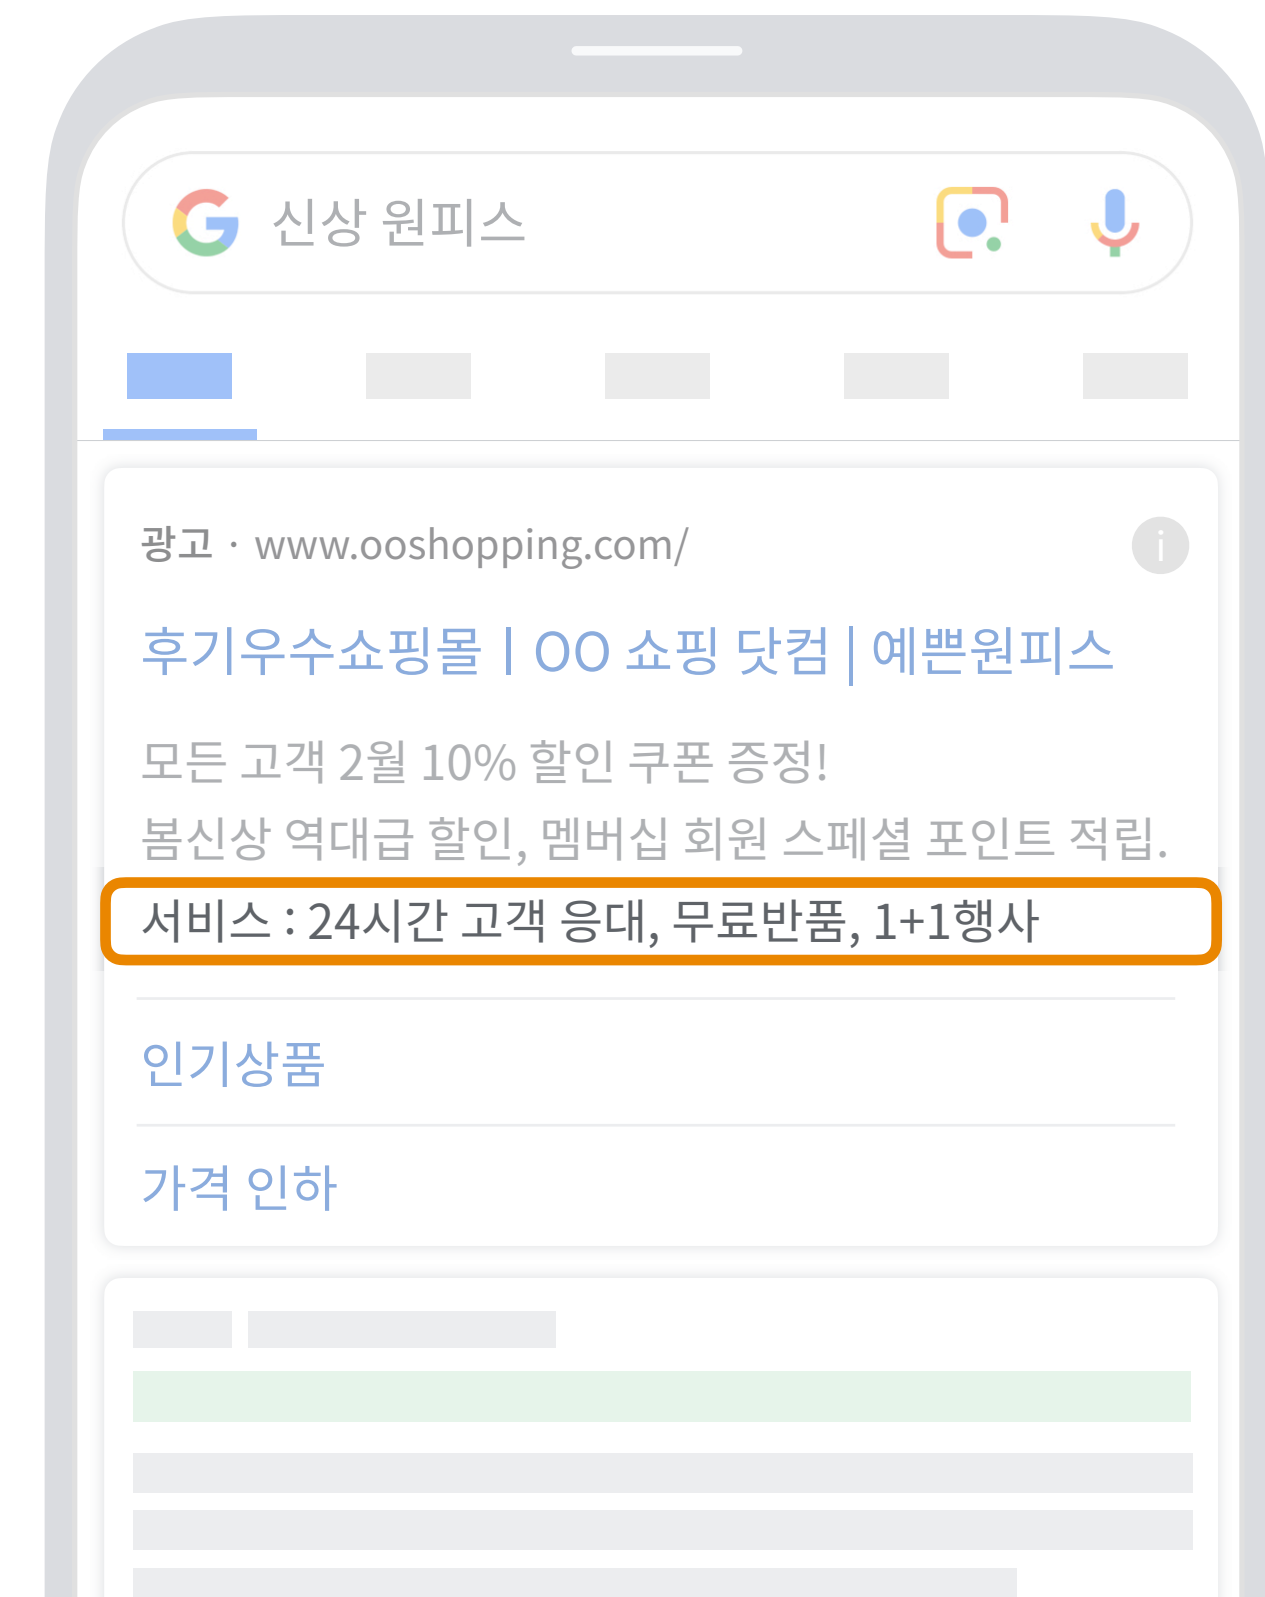 신상 원피스
광고 · www.ooshopping.com/
후기우수쇼핑몰ㅣOO 쇼핑 닷컴 | 예쁜원피스
모든 고객 2월 10% 할인 쿠폰 증정!
봄신상 역대급 할인, 멤버십 회원 스페셜 포인트 적립.
서비스 : 24시간 고객 응대, 무료반품, 1+1행사
인기상품
가격 인하